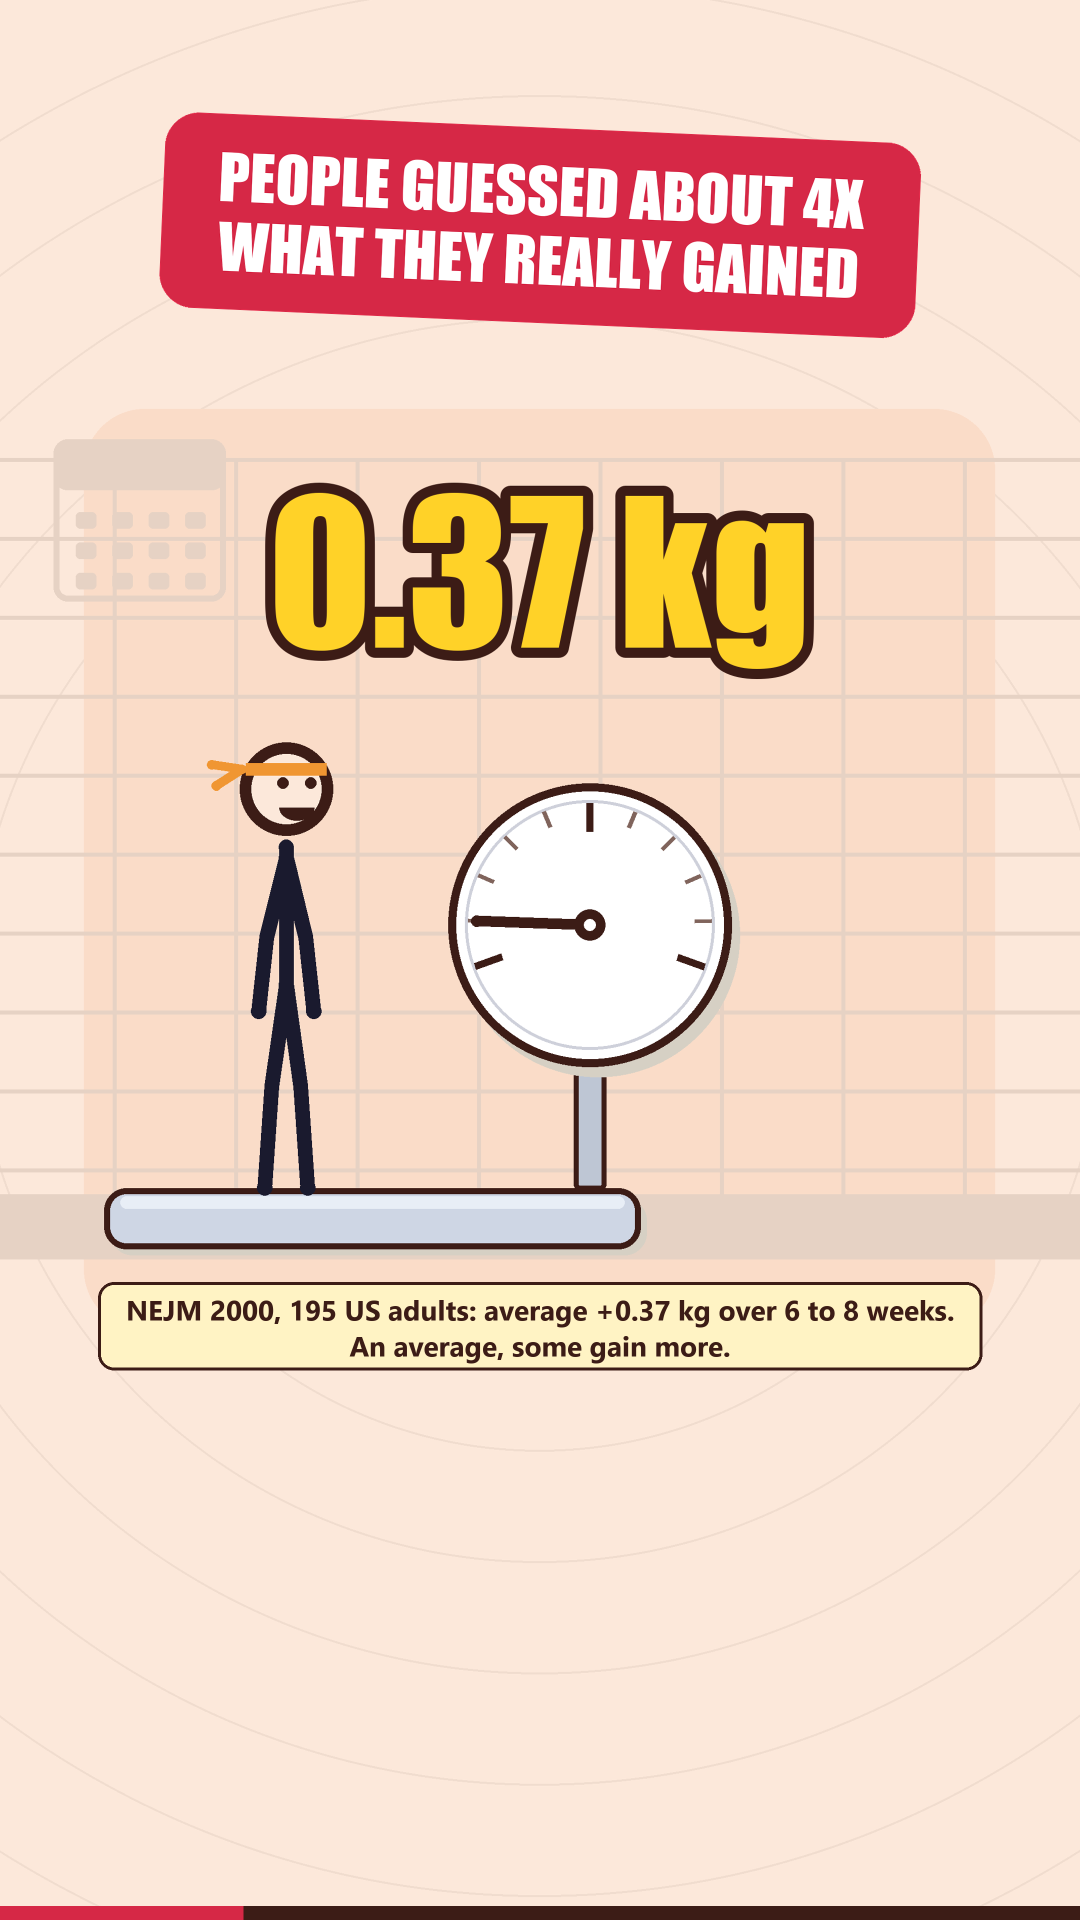 PEOPLE GUESSED ABOUT 4X
WHAT THEY REALLY GAINED
0.37 kg
NEJM 2000, 195 US adults: average +0.37 kg over 6 to 8 weeks.
An average, some gain more.